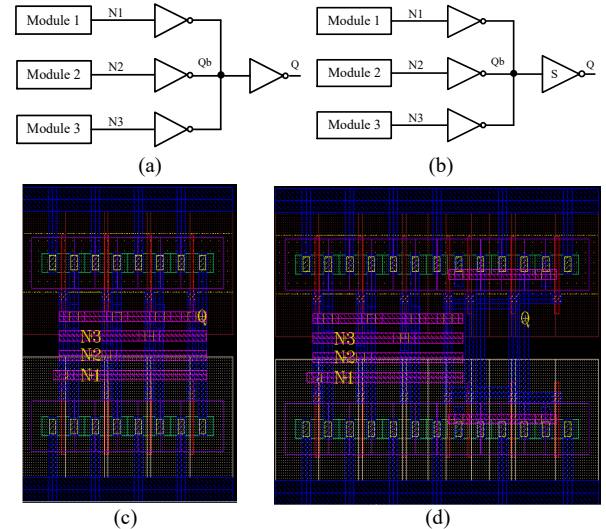 Module 1
N1
Module 2
N2
Qb
Q
Module 3
N3
(a)
Module 1
N1
Module 2
N2
Qb
S
Q
Module 3
N3
(b)
Q
N3
N2
N1
(c)
Q
N3
N2
N1
(d)